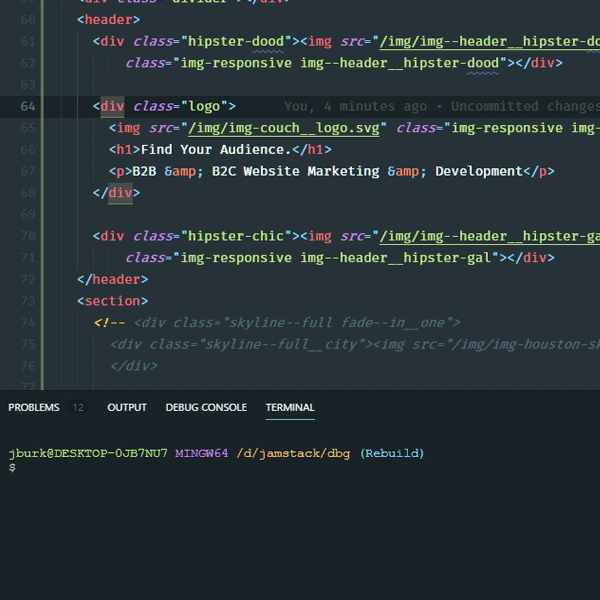 <div class="divider"></div>
60 <header>
61 <div class="hipster-dood"><img src="/img/img--header__hipster-do
62 class="img-responsive img--header__hipster-dood"></div>
63
64 <div class="logo"> You, 4 minutes ago • Uncommitted changes
65 <img src="/img/img-couch__logo.svg" class="img-responsive img-
66 <h1>Find Your Audience.</h1>
67 <p>B2B &amp; B2C Website Marketing &amp; Development</p>
68 </div>
69
70 <div class="hipster-chic"><img src="/img/img--header__hipster-ga
71 class="img-responsive img--header__hipster-gal"></div>
72 </header>
73 <section>
74 <!-- <div class="skyline--full fade--in__one">
75 <div class="skyline--full__city"><img src="/img/img-houston-sk
76 </div>
77
PROBLEMS 12 OUTPUT DEBUG CONSOLE TERMINAL
jburk@DESKTOP-0JB7NU7 MINGW64 /d/jamstack/dbg (Rebuild)
$